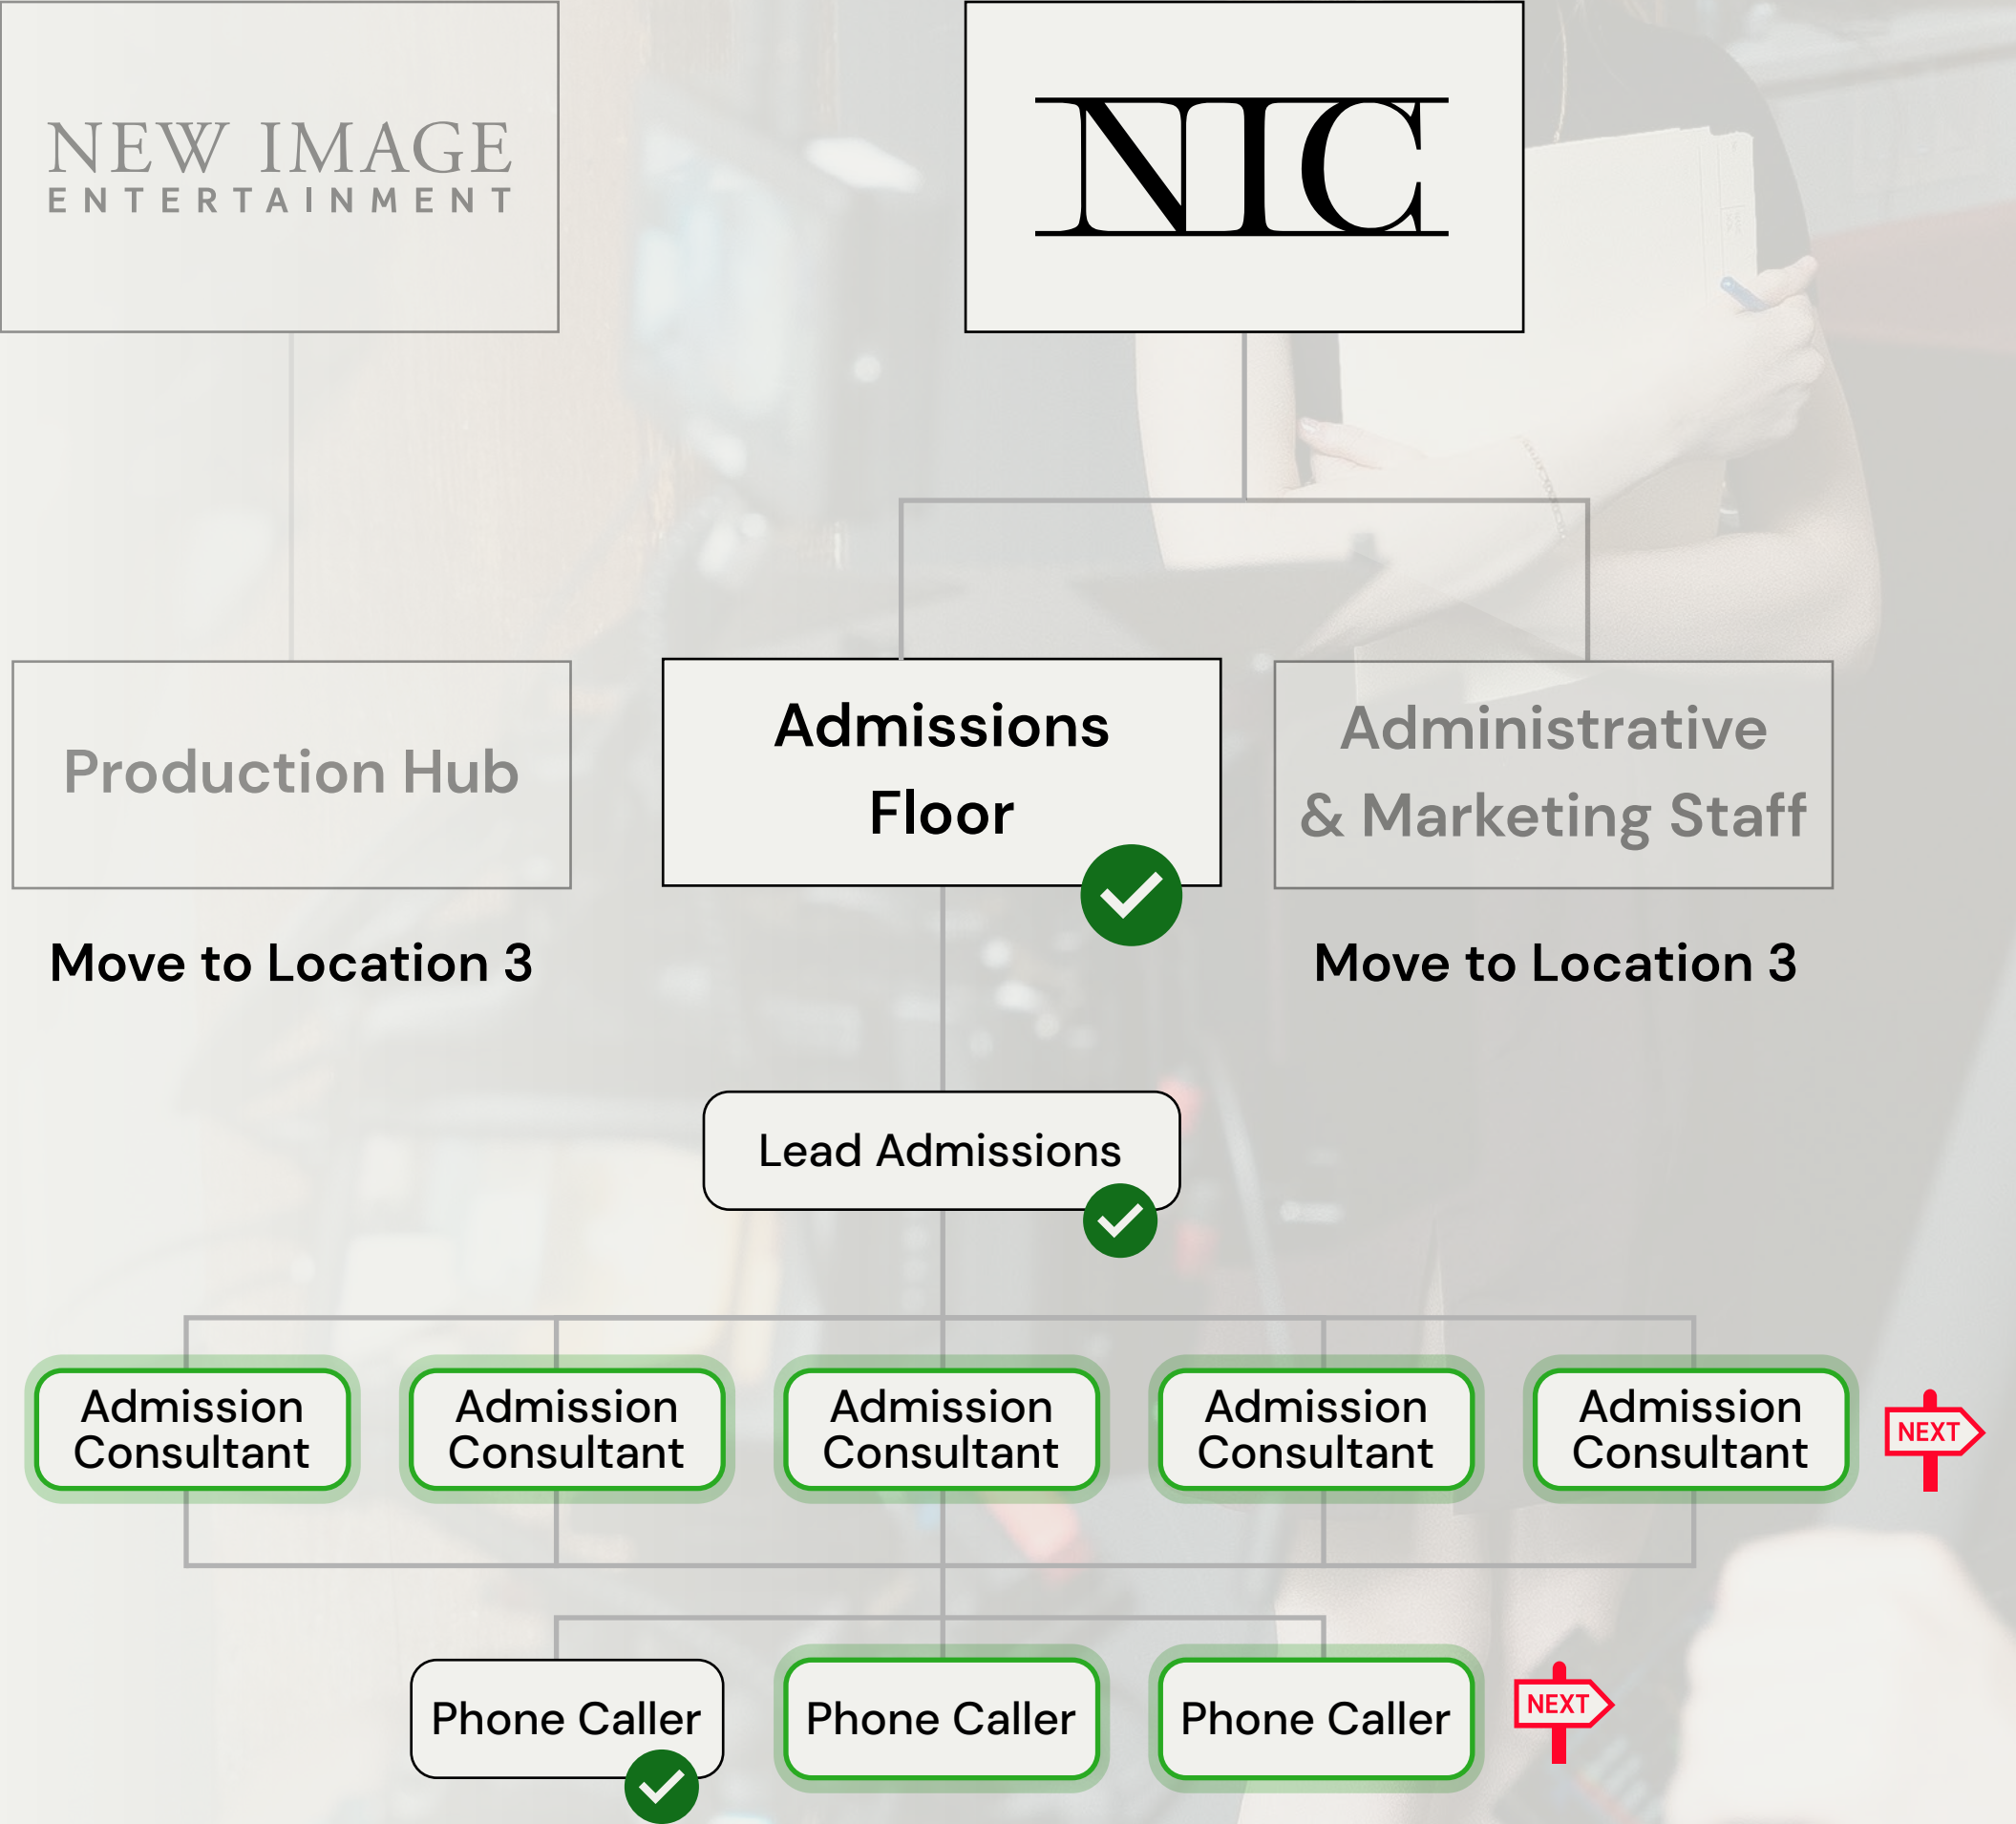 NEW IMAGE
ENTERTAINMENT
NIC
Production Hub
Admissions
Floor
Administrative
& Marketing Staff
Move to Location 3
Move to Location 3
Lead Admissions
Admission
Consultant
Admission
Consultant
Admission
Consultant
Admission
Consultant
Admission
Consultant
NEXT
Phone Caller
Phone Caller
Phone Caller
NEXT